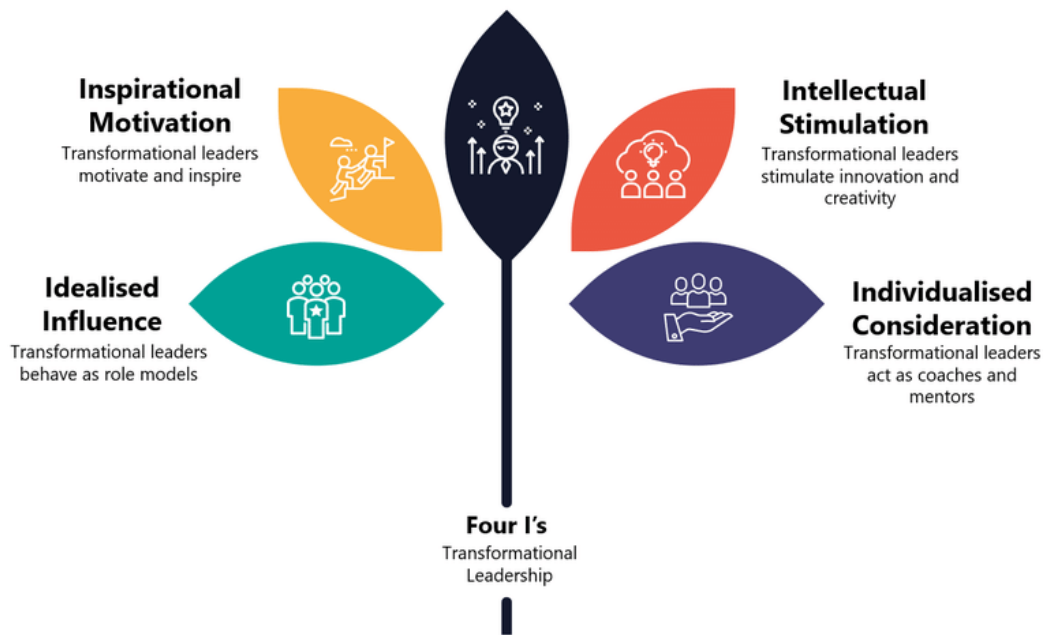 Inspirational
Motivation
Transformational leaders
motivate and inspire
Intellectual
Stimulation
Transformational leaders
stimulate innovation and
creativity
Idealised
Influence
Transformational leaders
behave as role models
Individualised
Consideration
Transformational leaders
act as coaches and
mentors
Four I's
Transformational
Leadership